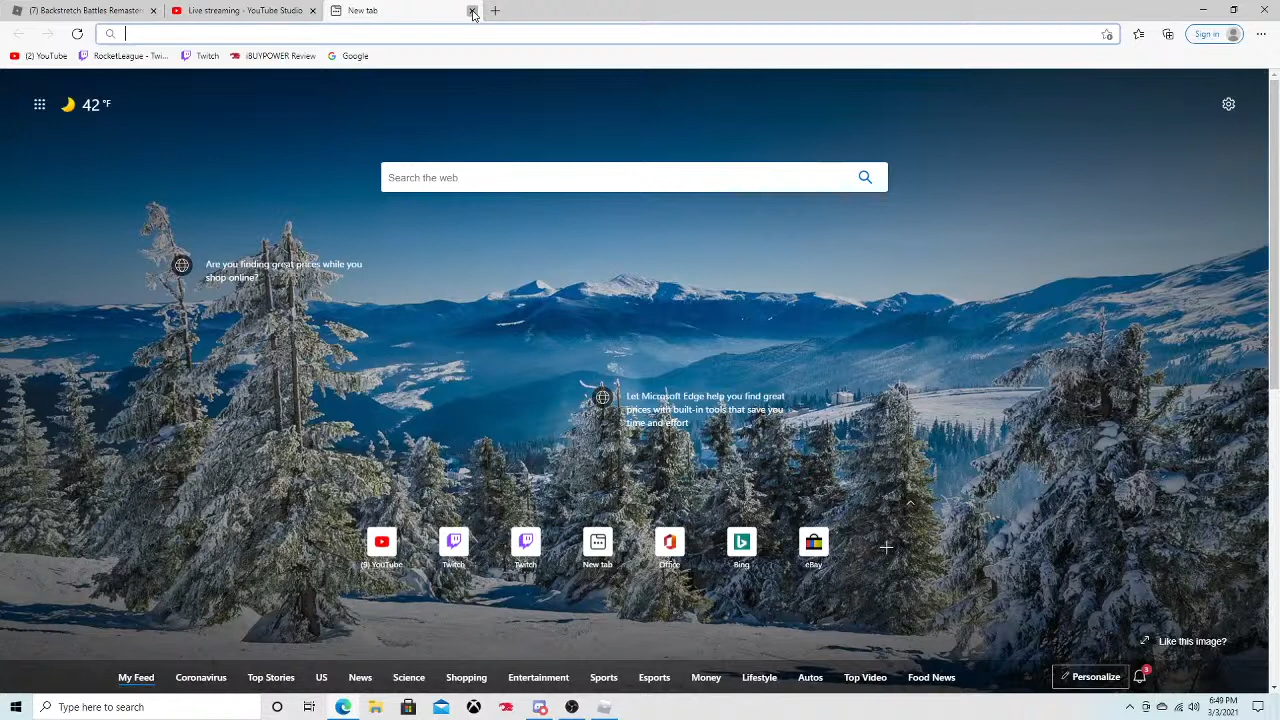 (7) Backstretch Battles Remaster
Live streaming - YouTube Studio
New tab
Sign in
(2) YouTube
RocketLeague - Twi...
Twitch
iBUYPOWER Review
Google
42 °F
Search the web
Are you finding great prices while you
shop online?
Let Microsoft Edge help you find great
prices with built-in tools that save you
time and effort
(9) YouTube
Twitch
Twitch
New tab
Office
Bing
eBay
Like this image?
My Feed
Coronavirus
Top Stories
US
News
Science
Shopping
Entertainment
Sports
Esports
Money
Lifestyle
Autos
Top Video
Food News
Personalize
3
Type here to search
6:49 PM
3/3/2021